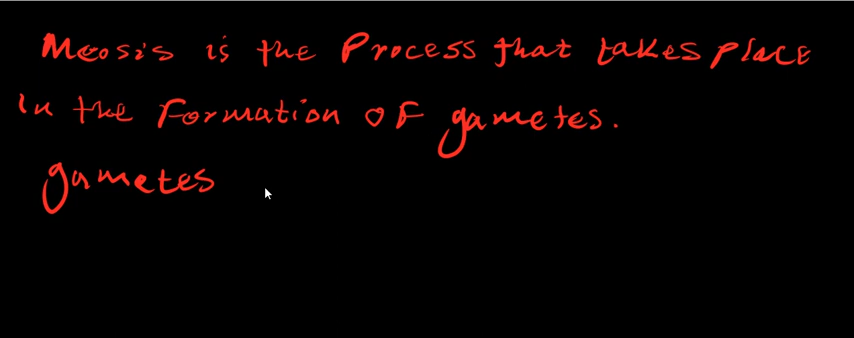 Meosis is the Process that takes place
In the Formation OF gametes.
gametes